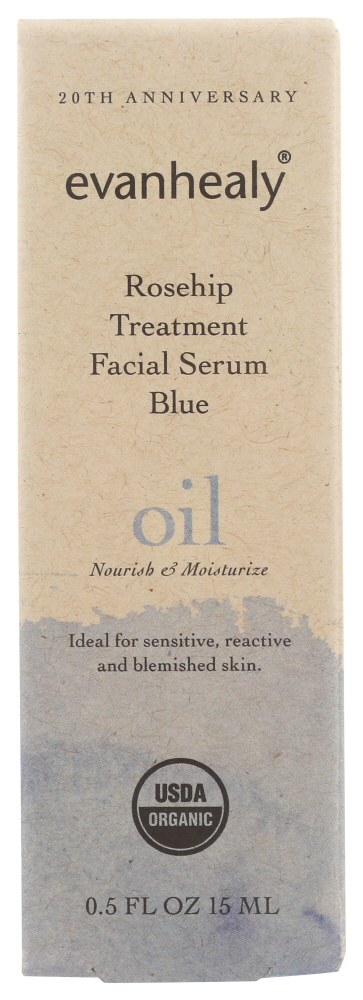 20TH ANNIVERSARY
evanhealy®
Rosehip
Treatment
Facial Serum
Blue
oil
Nourish & Moisturize
Ideal for sensitive, reactive
and blemished skin.
USDA
ORGANIC
0.5 FL OZ 15 ML